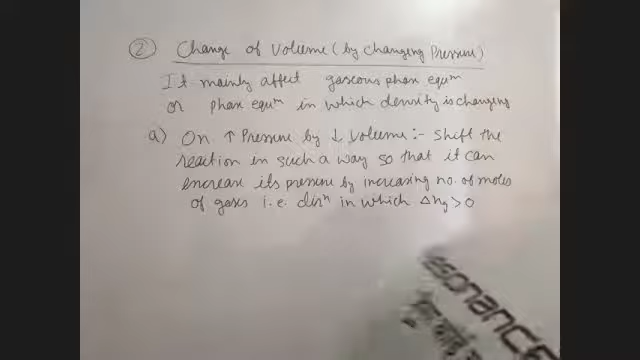 ② Change of Volume (by changing Pressure)
It mainly affect gaseous phase equⁿ
or phase equⁿ in which density is changing
a) On ↑ Pressure by ↓ Volume :- Shift the
reaction in such a way so that it can
increase its pressure by increasing no. of moles
of gases i.e. dirⁿ in which Δng > 0
esonance